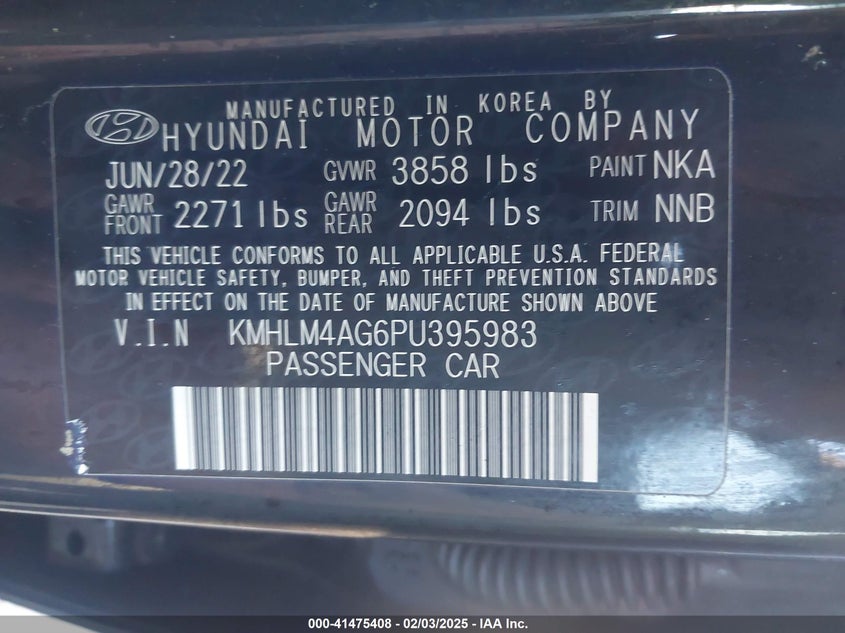 MANUFACTURED IN KOREA BY
HYUNDAI MOTOR COMPANY
JUN/28/22 GVWR 3858 lbs PAINT NKA
GAWR FRONT 2271 lbs GAWR REAR 2094 lbs TRIM NNB
THIS VEHICLE CONFORMS TO ALL APPLICABLE U.S.A. FEDERAL
MOTOR VEHICLE SAFETY, BUMPER, AND THEFT PREVENTION STANDARDS
IN EFFECT ON THE DATE OF MANUFACTURE SHOWN ABOVE
V.I.N KMHLM4AG6PU395983
PASSENGER CAR
000-41475408 - 02/03/2025 - IAA Inc.